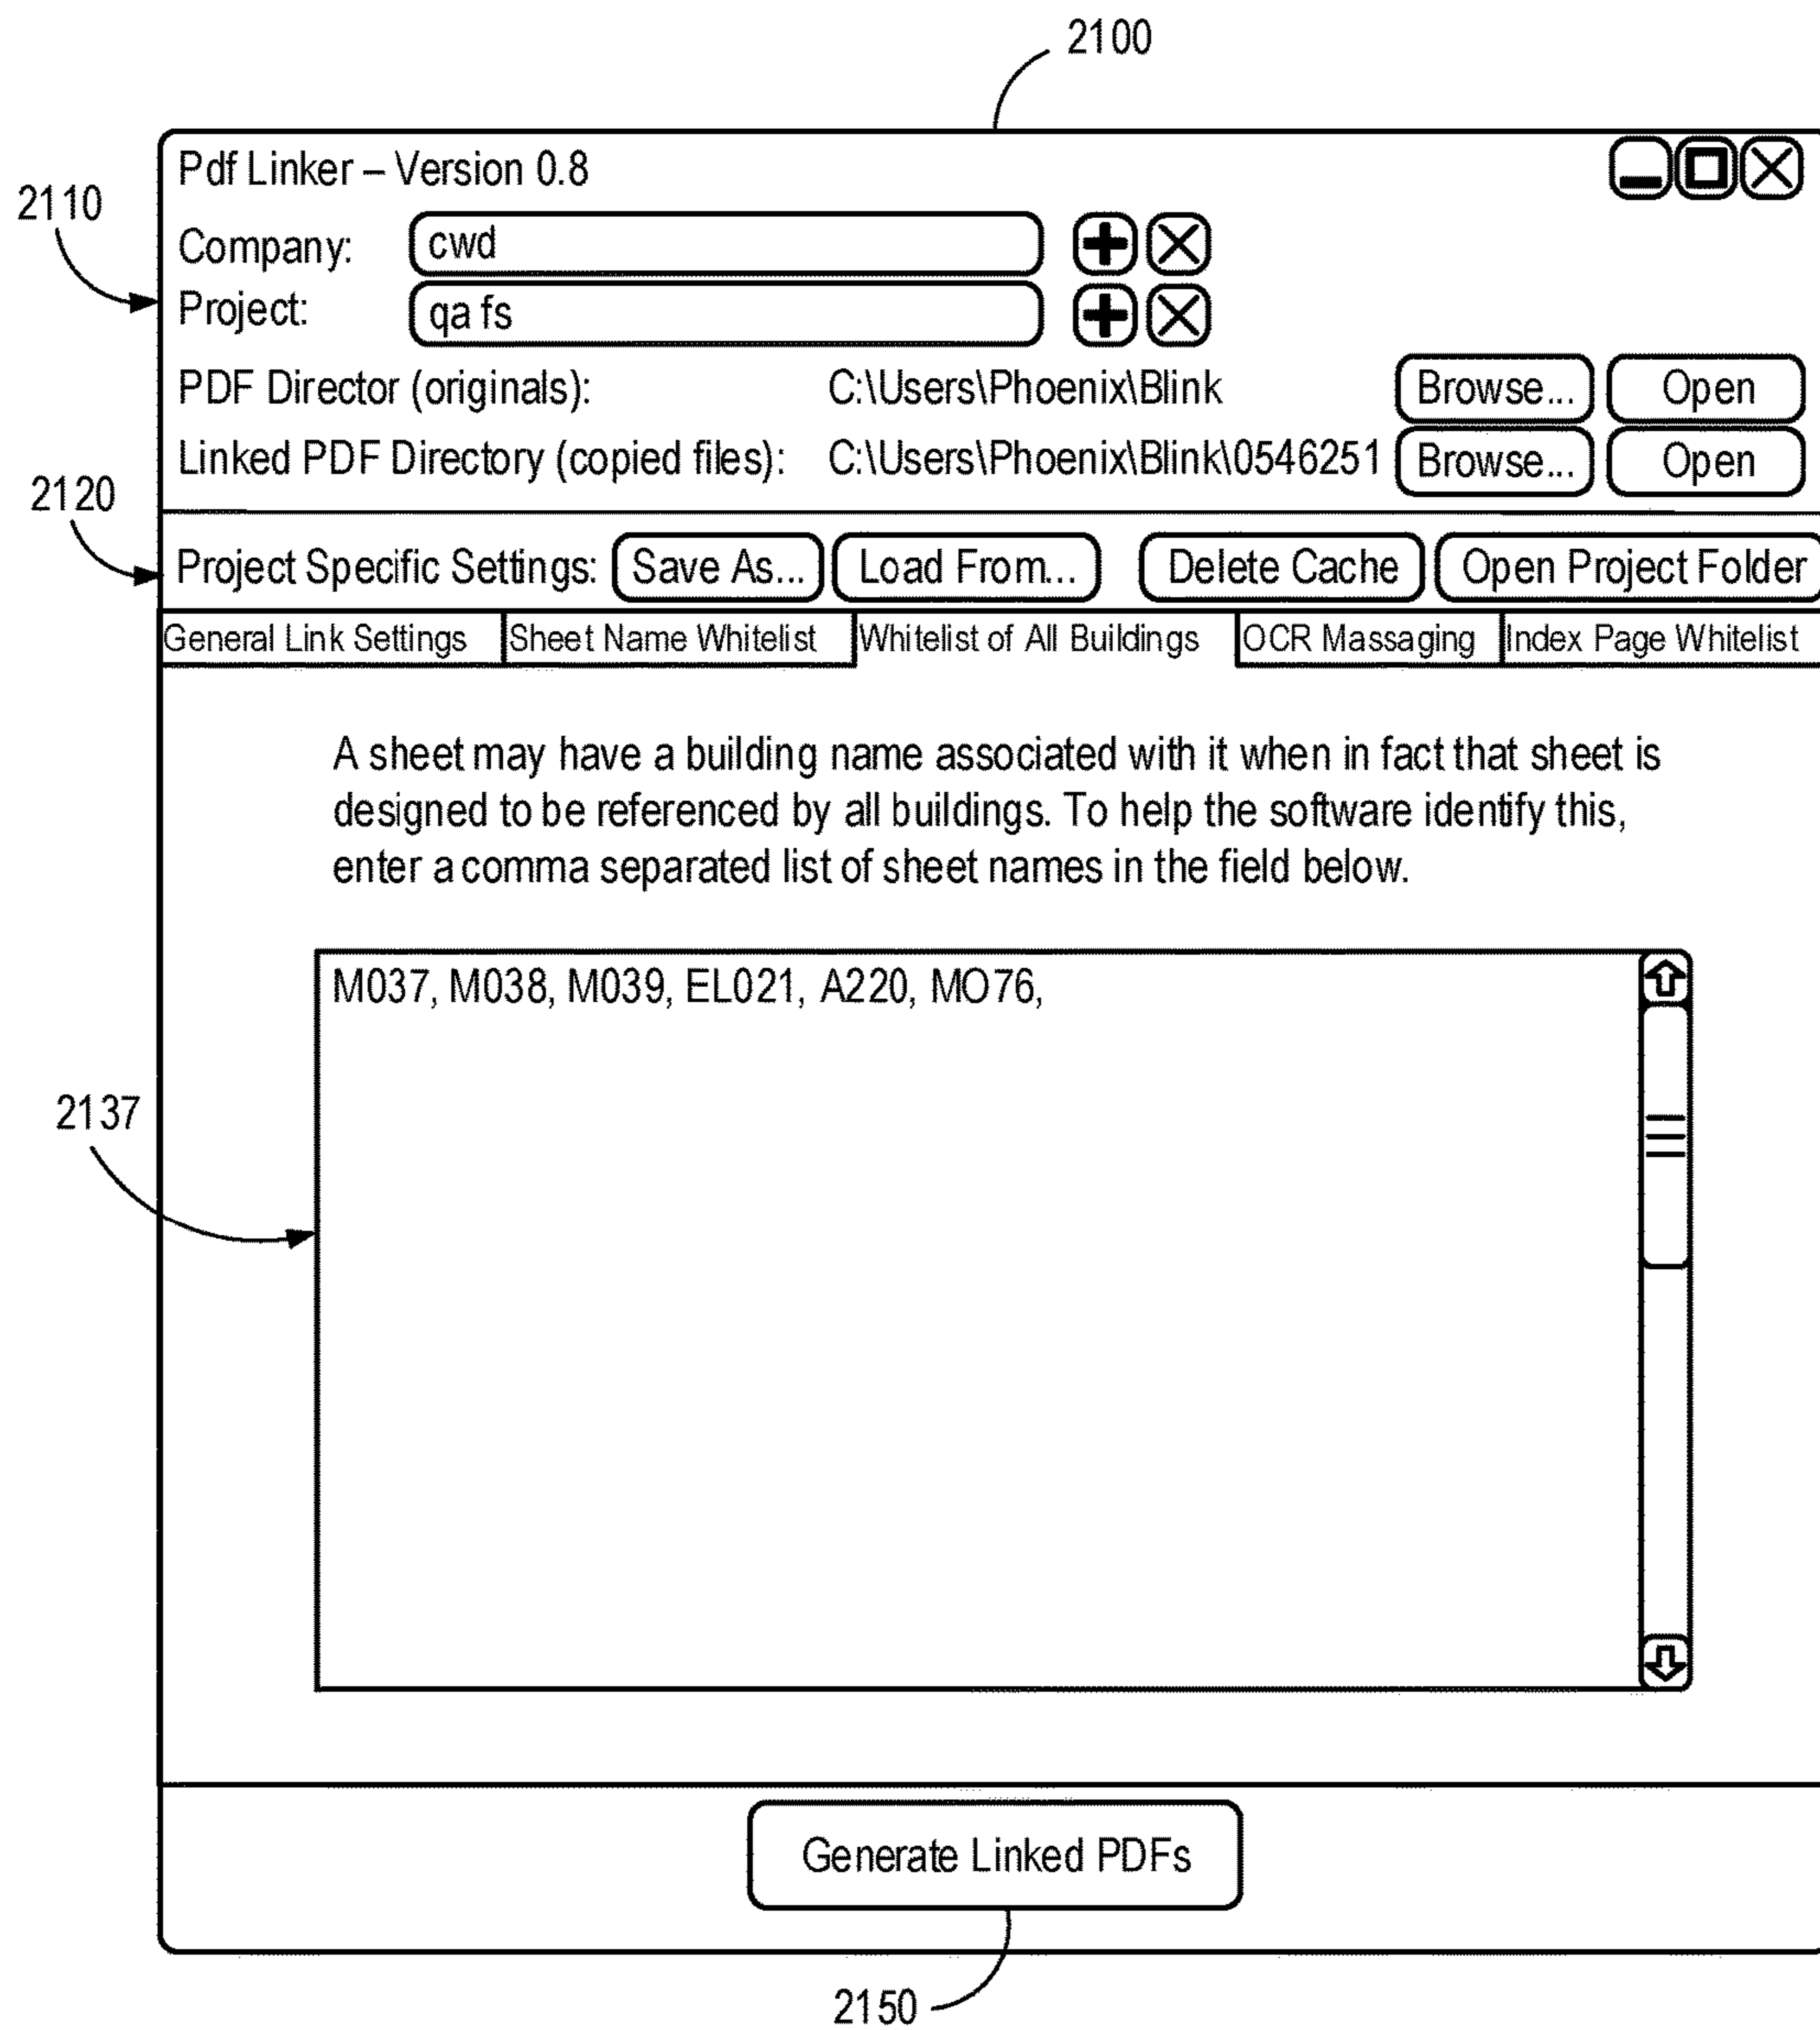 2100
Pdf Linker – Version 0.8
2110
Company: cwd
Project: qa fs
PDF Director (originals): C:\Users\Phoenix\Blink Browse... Open
Linked PDF Directory (copied files): C:\Users\Phoenix\Blink\0546251 Browse... Open
2120
Project Specific Settings: Save As... Load From... Delete Cache Open Project Folder
General Link Settings Sheet Name Whitelist Whitelist of All Buildings OCR Massaging Index Page Whitelist
A sheet may have a building name associated with it when in fact that sheet is
designed to be referenced by all buildings. To help the software identify this,
enter a comma separated list of sheet names in the field below.
M037, M038, M039, EL021, A220, MO76,
2137
Generate Linked PDFs
2150